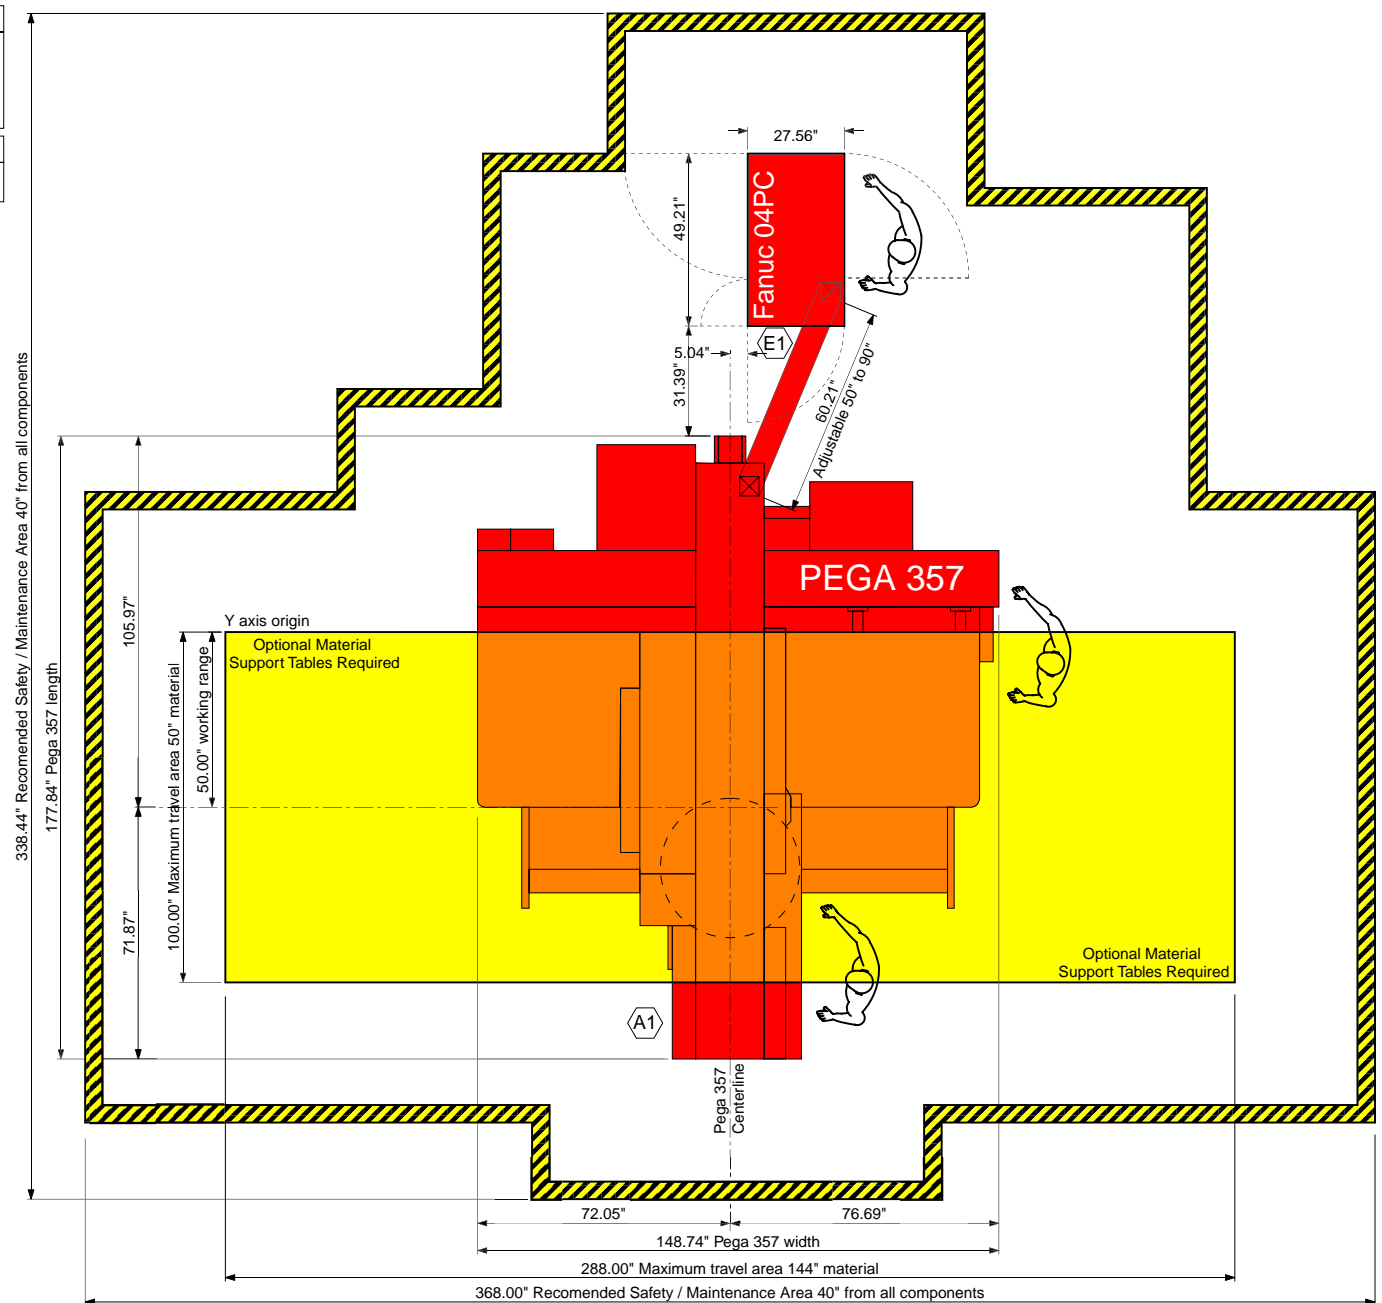 27.56"
Fanuc 04PC
49.21"
E1
5.04"
31.39"
60.21"
Adjustable 50" to 90"
PEGA 357
338.44" Recomended Safety / Maintenance Area 40" from all components
177.84" Pega 357 length
105.97"
71.87"
Y axis origin
Optional Material
Support Tables Required
100.00" Maximum travel area 50" material
50.00" working range
Optional Material
Support Tables Required
A1
Pega 357
Centerline
72.05"
76.69"
148.74" Pega 357 width
288.00" Maximum travel area 144" material
368.00" Recomended Safety / Maintenance Area 40" from all components